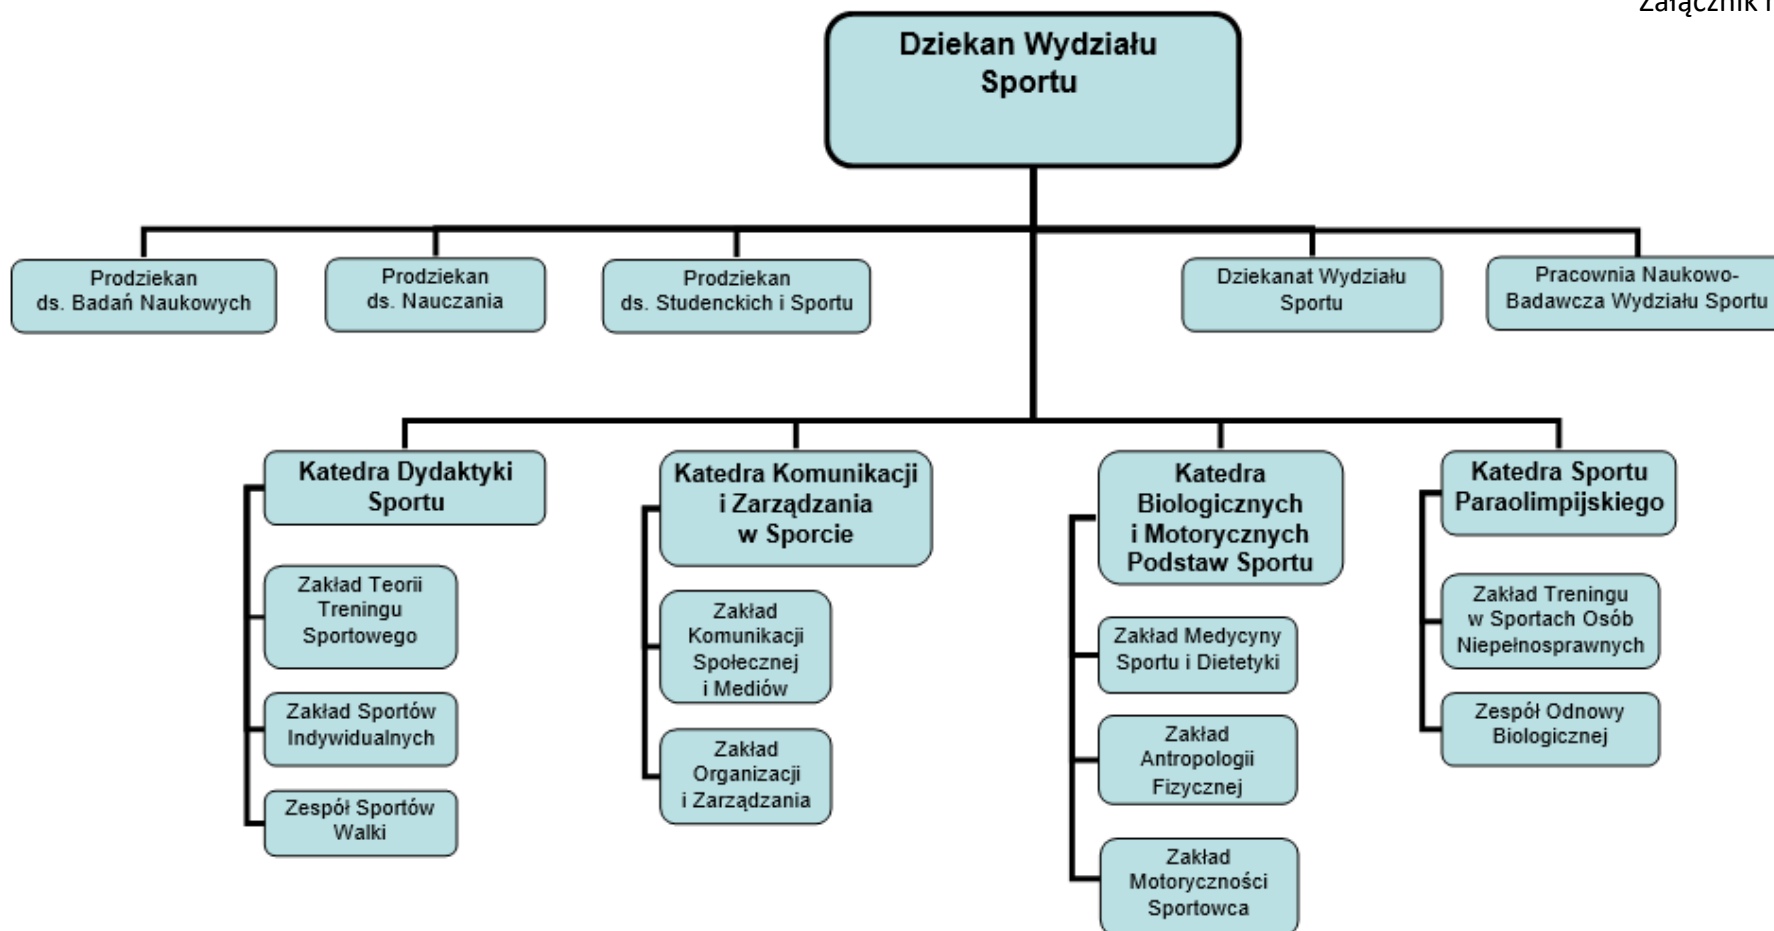 Załącznik
Dziekan Wydziału
Sportu
Prodziekan
ds. Badań Naukowych
Prodziekan
ds. Nauczania
Prodziekan
ds. Studenckich i Sportu
Dziekanat Wydziału
Sportu
Pracownia Naukowo-
Badawcza Wydziału Sportu
Katedra Dydaktyki
Sportu
Zakład Teorii
Treningu
Sportowego
Zakład Sportów
Indywidualnych
Zespół Sportów
Walki
Katedra Komunikacji
i Zarządzania
w Sporcie
Zakład
Komunikacji
Społecznej
i Mediów
Zakład
Organizacji
i Zarządzania
Katedra
Biologicznych
i Motorycznych
Podstaw Sportu
Zakład Medycyny
Sportu i Dietetyki
Zakład
Antropologii
Fizycznej
Zakład
Motoryczności
Sportowca
Katedra Sportu
Paraolimpijskiego
Zakład Treningu
w Sportach Osób
Niepełnosprawnych
Zespół Odnowy
Biologicznej